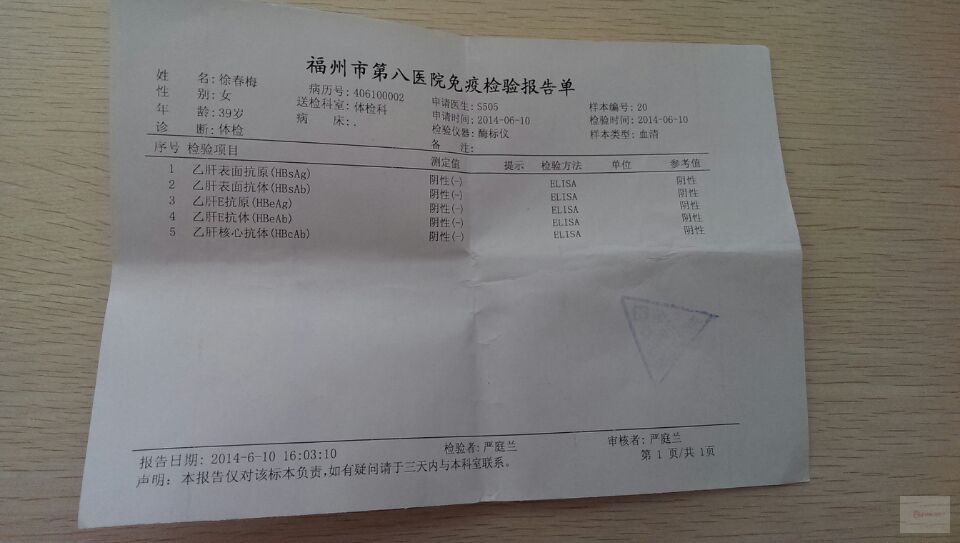 福州市第八医院免疫检验报告单
姓 名: 徐春梅 病历号: 406100002 申请医生: S505 样本编号: 20
性 别: 女 送检科室: 体检科 申请时间: 2014-06-10 检验时间: 2014-06-10
年 龄: 39岁 病 床: . 检验仪器: 酶标仪 样本类型: 血清
诊 断: 体检 备 注:
序号 检验项目 测定值 提示 检验方法 单位 参考值
1 乙肝表面抗原(HBsAg) 阴性(-) ELISA 阴性
2 乙肝表面抗体(HBsAb) 阴性(-) ELISA 阴性
3 乙肝E抗原(HBeAg) 阴性(-) ELISA 阴性
4 乙肝E抗体(HBeAb) 阴性(-) ELISA 阴性
5 乙肝核心抗体(HBcAb) 阴性(-) ELISA 阴性
报告日期: 2014-6-10 16:03:10 检验者: 严庭兰 审核者: 严庭兰
声明: 本报告仅对该标本负责,如有疑问请于三天内与本科室联系。 第 1 页/共 1页